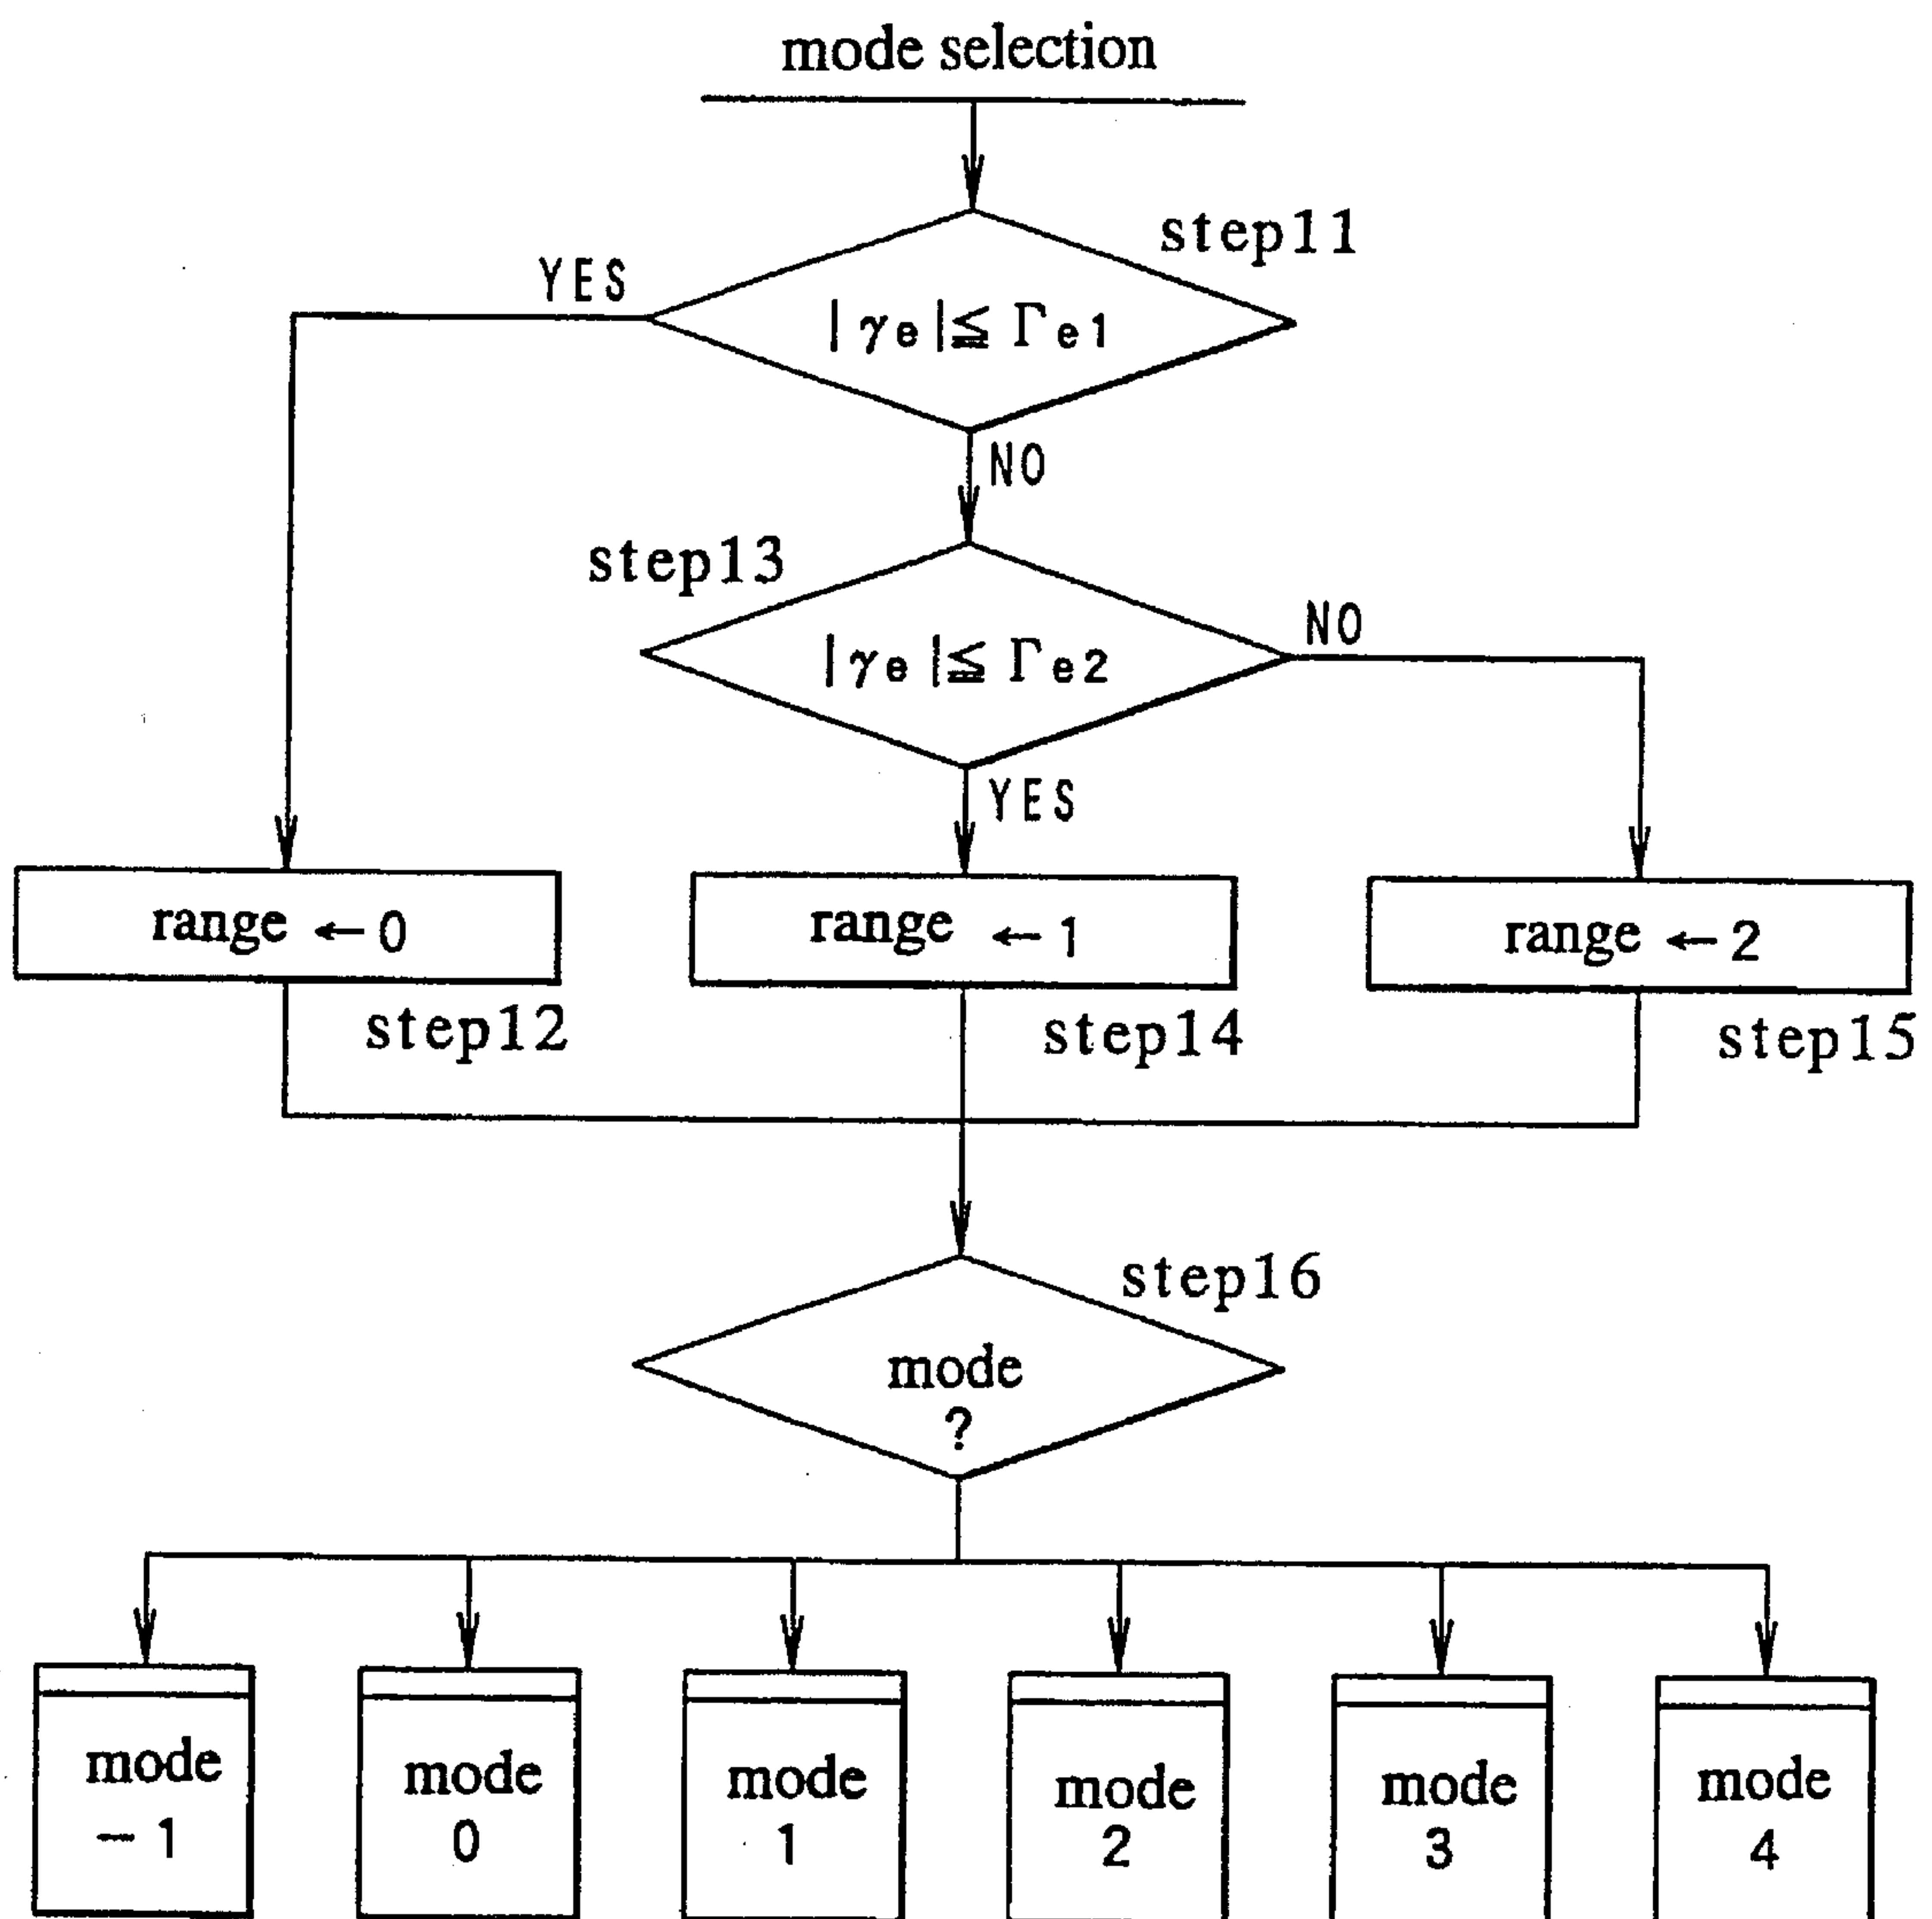 mode selection
step11
YES
|γe|≦Γe1
NO
step13
NO
|γe|≦Γe2
YES
range ←0
range ←1
range ←2
step12
step14
step15
step16
mode
?
mode
−1
mode
0
mode
1
mode
2
mode
3
mode
4